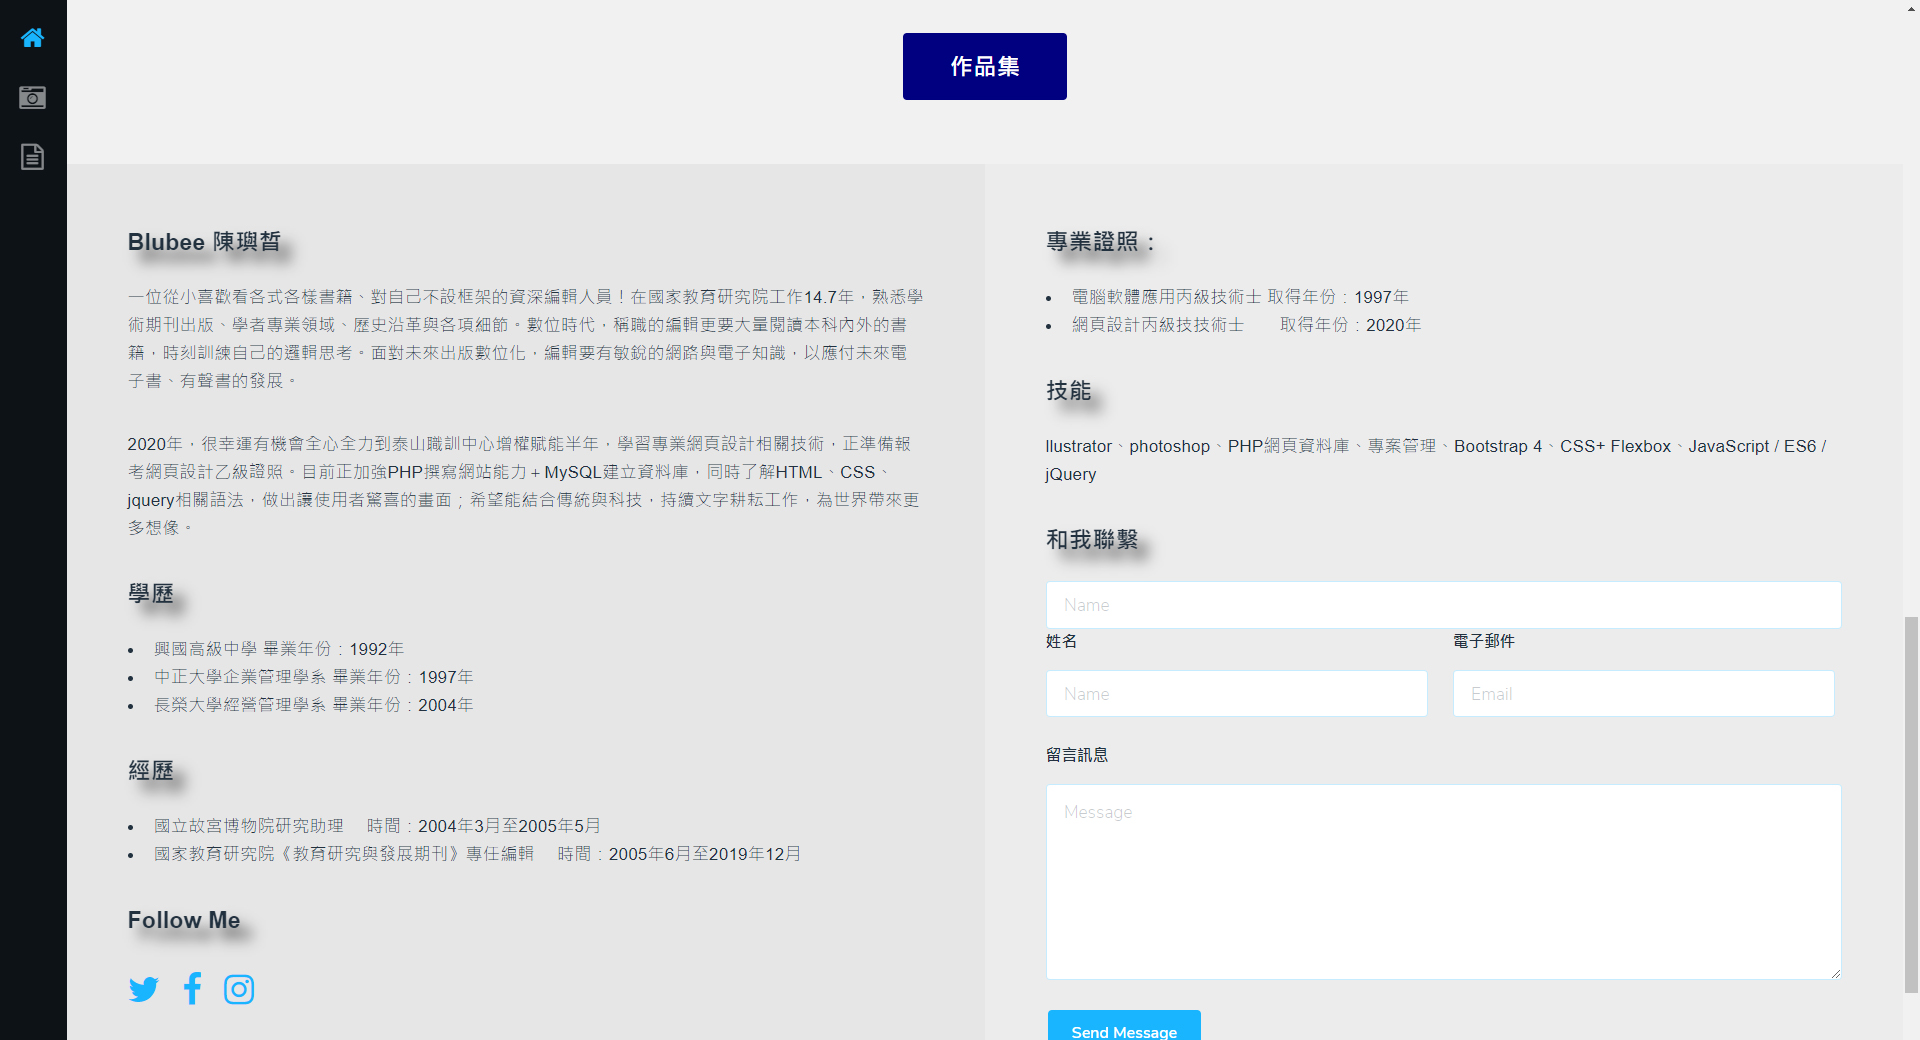 作品集
Blubee 陳璵晳
一位從小喜歡看各式各樣書籍、對自己不設框架的資深編輯人員！在國家教育研究院工作14.7年，熟悉學
術期刊出版、學者專業領域、歷史沿革與各項細節。數位時代，稱職的編輯更要大量閱讀本科內外的書
籍，時刻訓練自己的邏輯思考。面對未來出版數位化，編輯要有敏銳的網路與電子知識，以應付未來電
子書、有聲書的發展。
2020年，很幸運有機會全心全力到泰山職訓中心增權賦能半年，學習專業網頁設計相關技術，正準備報
考網頁設計乙級證照。目前正加強PHP撰寫網站能力＋MySQL建立資料庫，同時了解HTML、CSS、
jquery相關語法，做出讓使用者驚喜的畫面；希望能結合傳統與科技，持續文字耕耘工作，為世界帶來更
多想像。
學歷
興國高級中學 畢業年份：1992年
中正大學企業管理學系 畢業年份：1997年
長榮大學經營管理學系 畢業年份：2004年
經歷
國立故宮博物院研究助理　時間：2004年3月至2005年5月
國家教育研究院《教育研究與發展期刊》專任編輯　時間：2005年6月至2019年12月
Follow Me
專業證照：
電腦軟體應用丙級技術士 取得年份：1997年
網頁設計丙級技技術士　　取得年份：2020年
技能
llustrator、photoshop、PHP網頁資料庫、專案管理、Bootstrap 4、CSS+ Flexbox、JavaScript / ES6 /
jQuery
和我聯繫
Name
姓名
電子郵件
Name
Email
留言訊息
Message
Send Message